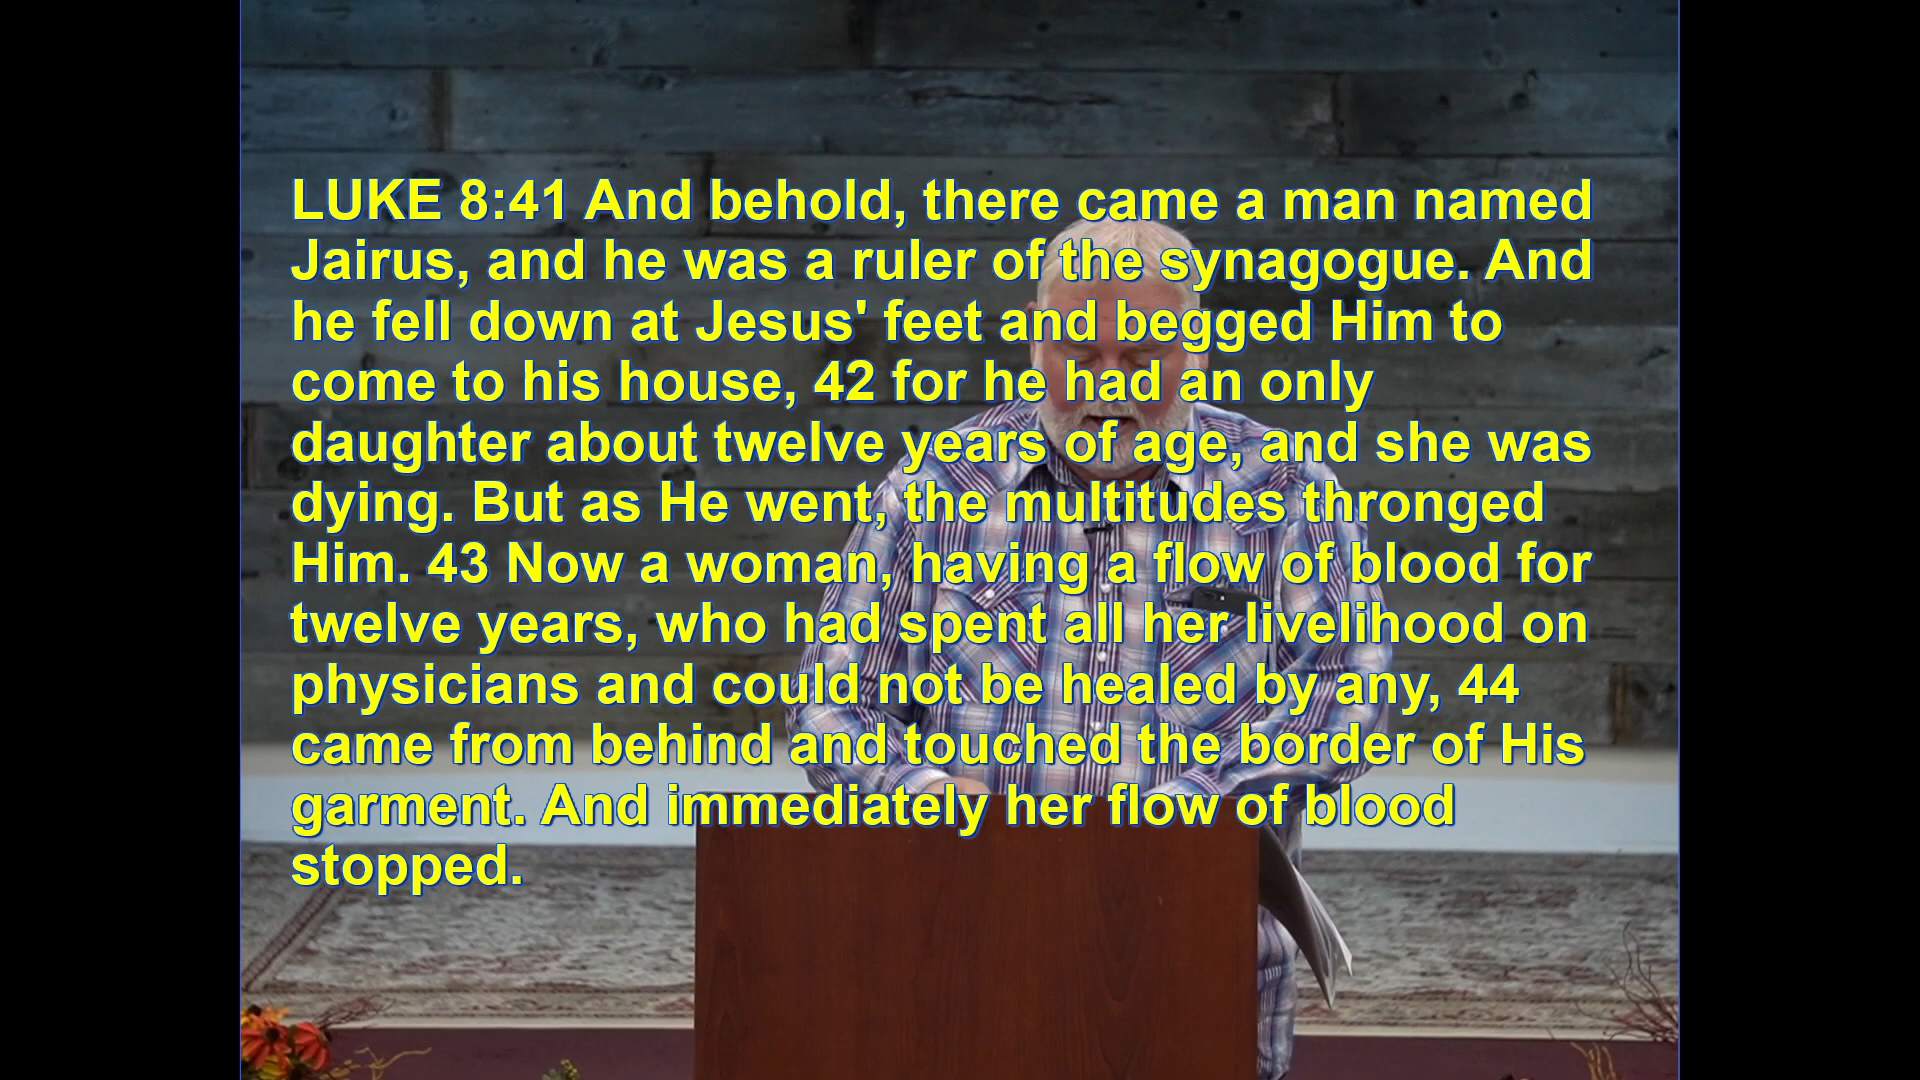 LUKE 8:41 And behold, there came a man named
Jairus, and he was a ruler of the synagogue. And
he fell down at Jesus' feet and begged Him to
come to his house, 42 for he had an only
daughter about twelve years of age, and she was
dying. But as He went, the multitudes thronged
Him. 43 Now a woman, having a flow of blood for
twelve years, who had spent all her livelihood on
physicians and could not be healed by any, 44
came from behind and touched the border of His
garment. And immediately her flow of blood
stopped.